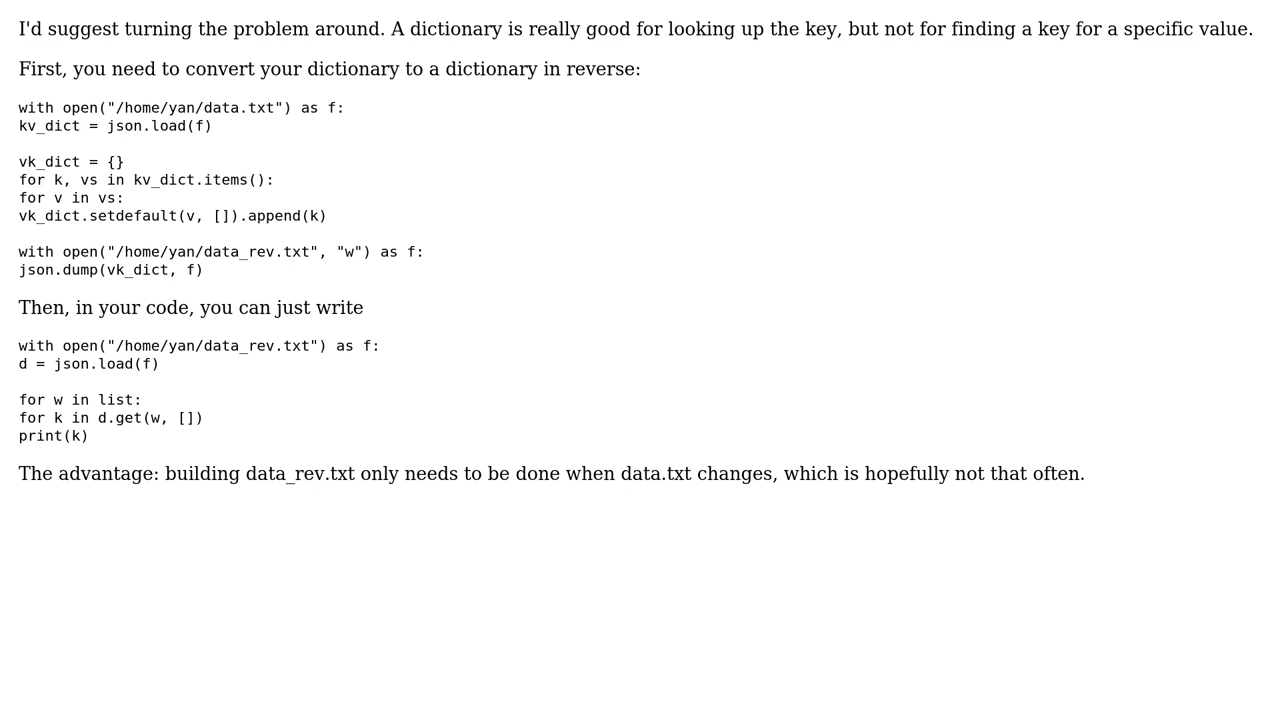 I'd suggest turning the problem around. A dictionary is really good for looking up the key, but not for finding a key for a specific value.
First, you need to convert your dictionary to a dictionary in reverse:
with open("/home/yan/data.txt") as f:
kv_dict = json.load(f)
vk_dict = {}
for k, vs in kv_dict.items():
for v in vs:
vk_dict.setdefault(v, []).append(k)
with open("/home/yan/data_rev.txt", "w") as f:
json.dump(vk_dict, f)
Then, in your code, you can just write
with open("/home/yan/data_rev.txt") as f:
d = json.load(f)
for w in list:
for k in d.get(w, [])
print(k)
The advantage: building data_rev.txt only needs to be done when data.txt changes, which is hopefully not that often.